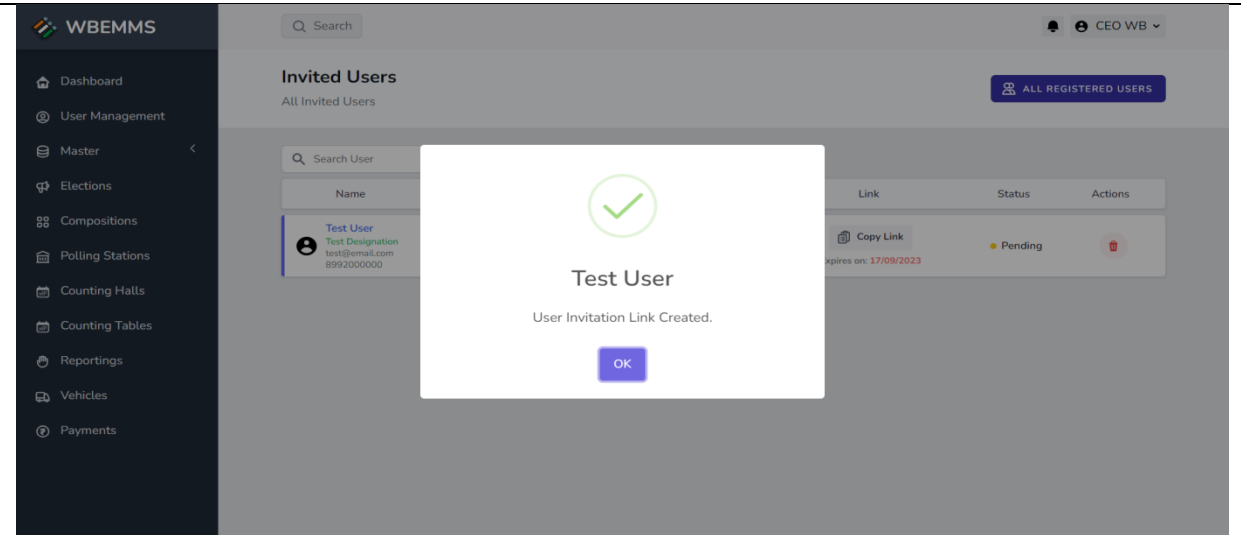 WBEMMS
Search
CEO WB
Dashboard
User Management
Master
Elections
Compositions
Polling Stations
Counting Halls
Counting Tables
Reportings
Vehicles
Payments
Invited Users
All Invited Users
ALL REGISTERED USERS
Search User
Name
Link
Status
Actions
Test User
Test Designation
test@email.com
8992000000
Copy Link
xpires on: 17/09/2023
Pending
Test User
User Invitation Link Created.
OK